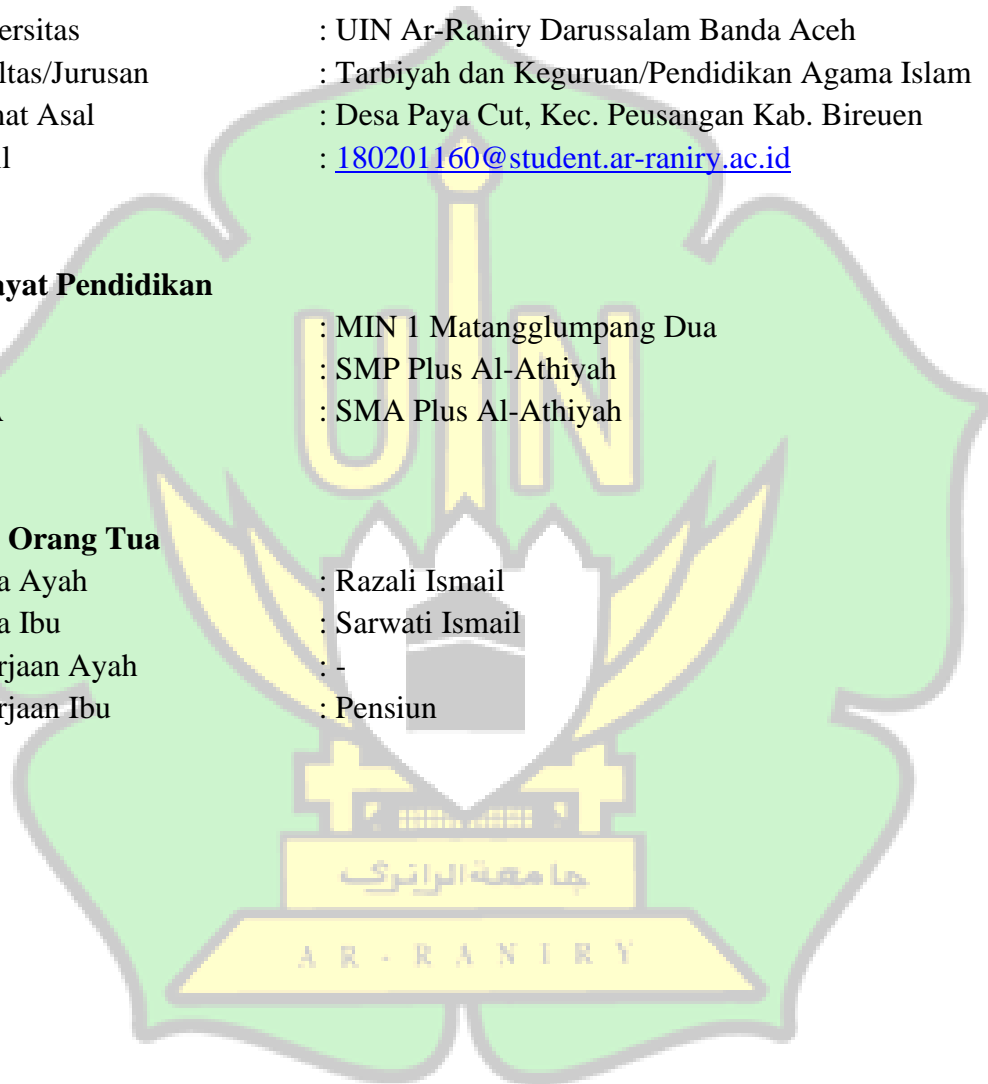 ersitas : UIN Ar-Raniry Darussalam Banda Aceh
ltas/Jurusan : Tarbiyah dan Keguruan/Pendidikan Agama Islam
nat Asal : Desa Paya Cut, Kec. Peusangan Kab. Bireuen
l : 180201160@student.ar-raniry.ac.id
ayat Pendidikan
: MIN 1 Matangglumpang Dua
: SMP Plus Al-Athiyah
A : SMA Plus Al-Athiyah
Orang Tua
a Ayah : Razali Ismail
a Ibu : Sarwati Ismail
rjaan Ayah : -
rjaan Ibu : Pensiun
UIN
جامعة الرانري
AR-RANIRY